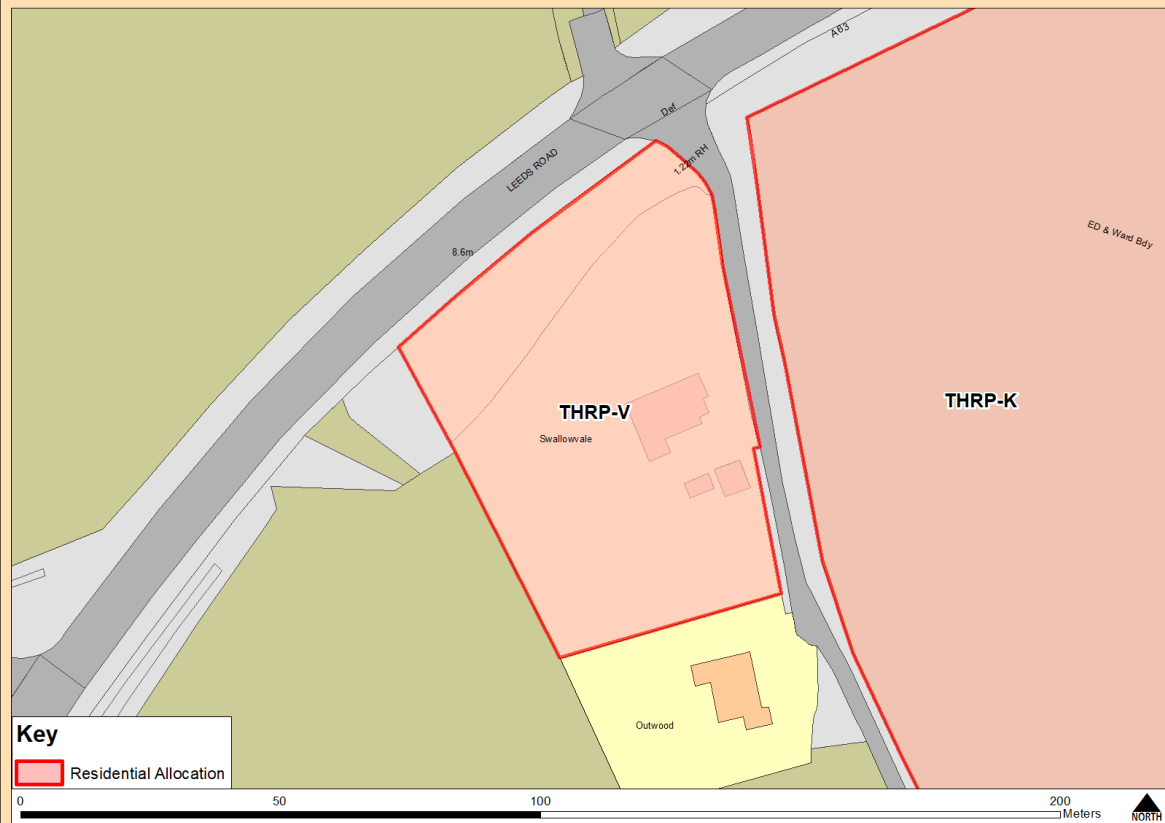 A63
Def
LEEDS ROAD
1.22m RH
ED & Ward Bdy
8.6m
THRP-V
THRP-K
Swallowvale
Outwood
Key
Residential Allocation
0 50 100 200
Meters
NORTH